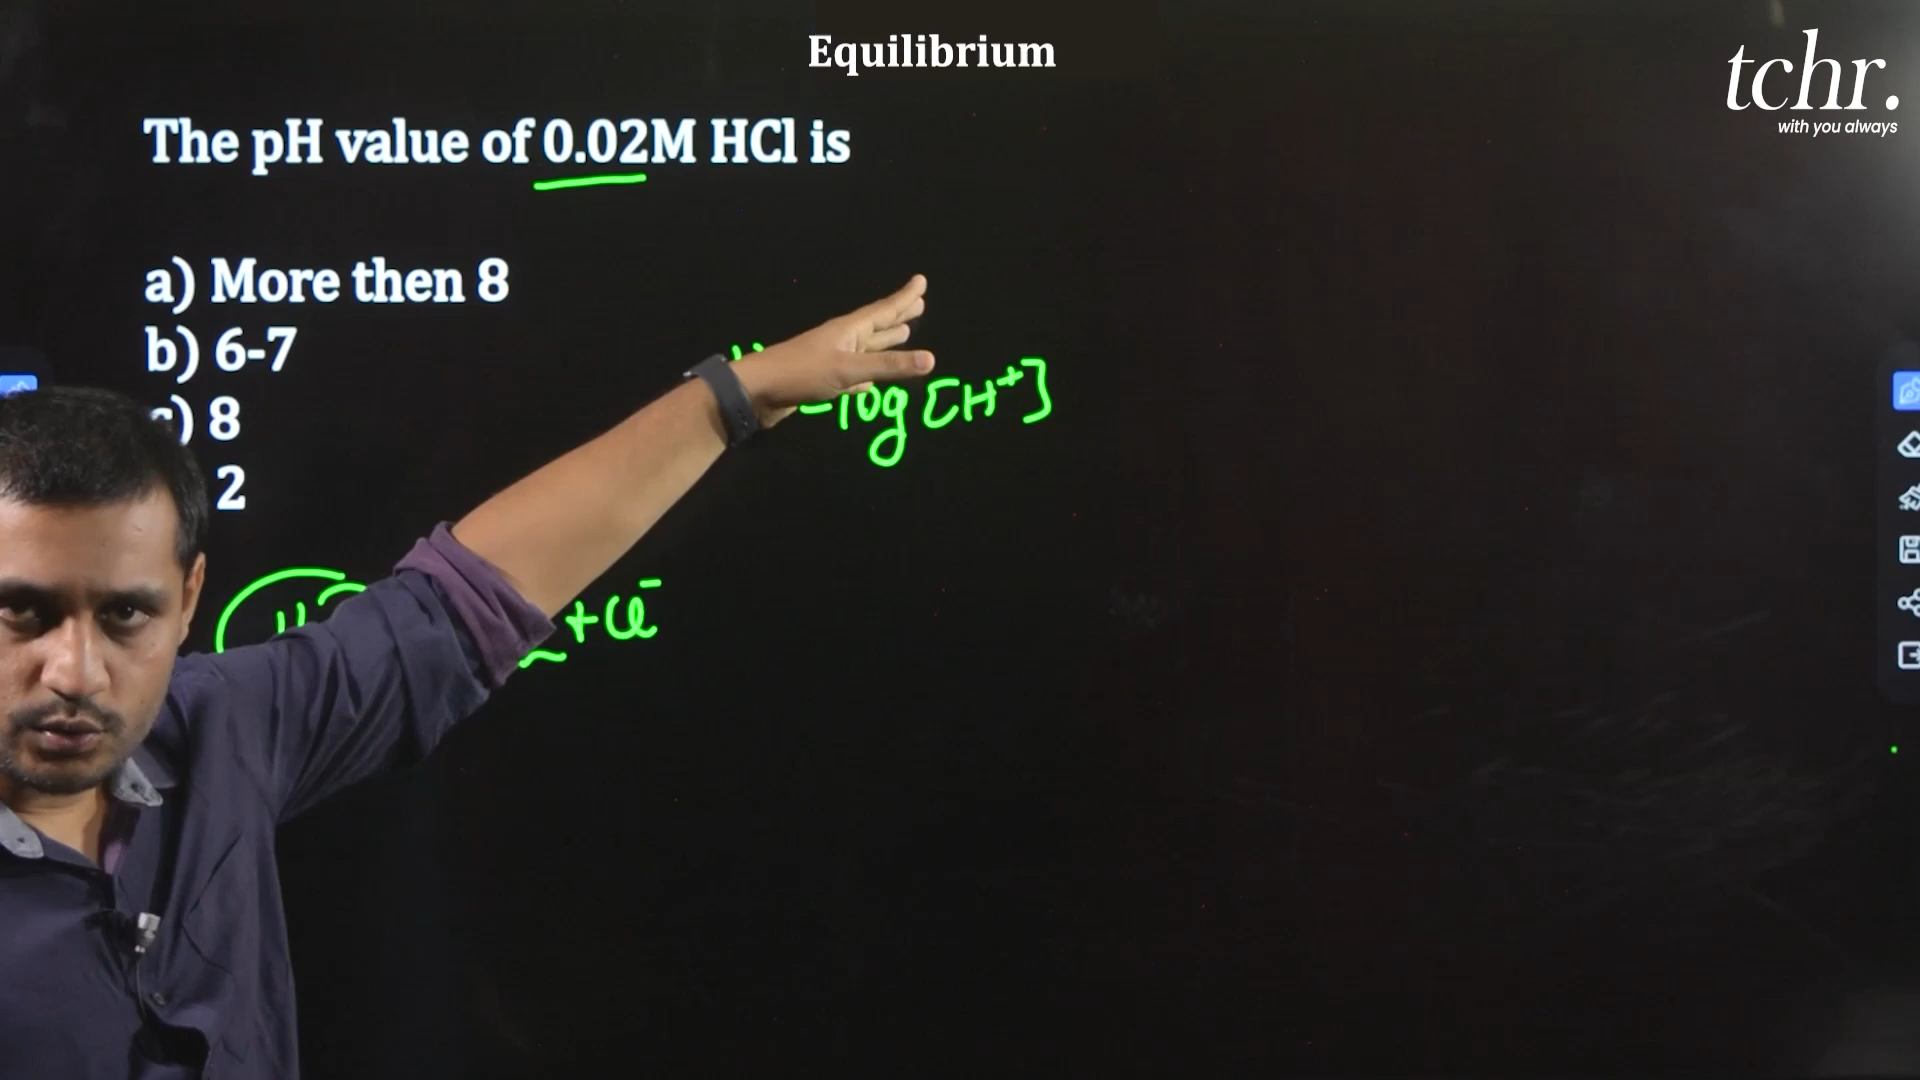 Equilibrium
tchr.
with you always
The pH value of 0.02M HCl is
a) More then 8
b) 6-7
c) 8
2
-log [H⁺]
+ Cl⁻